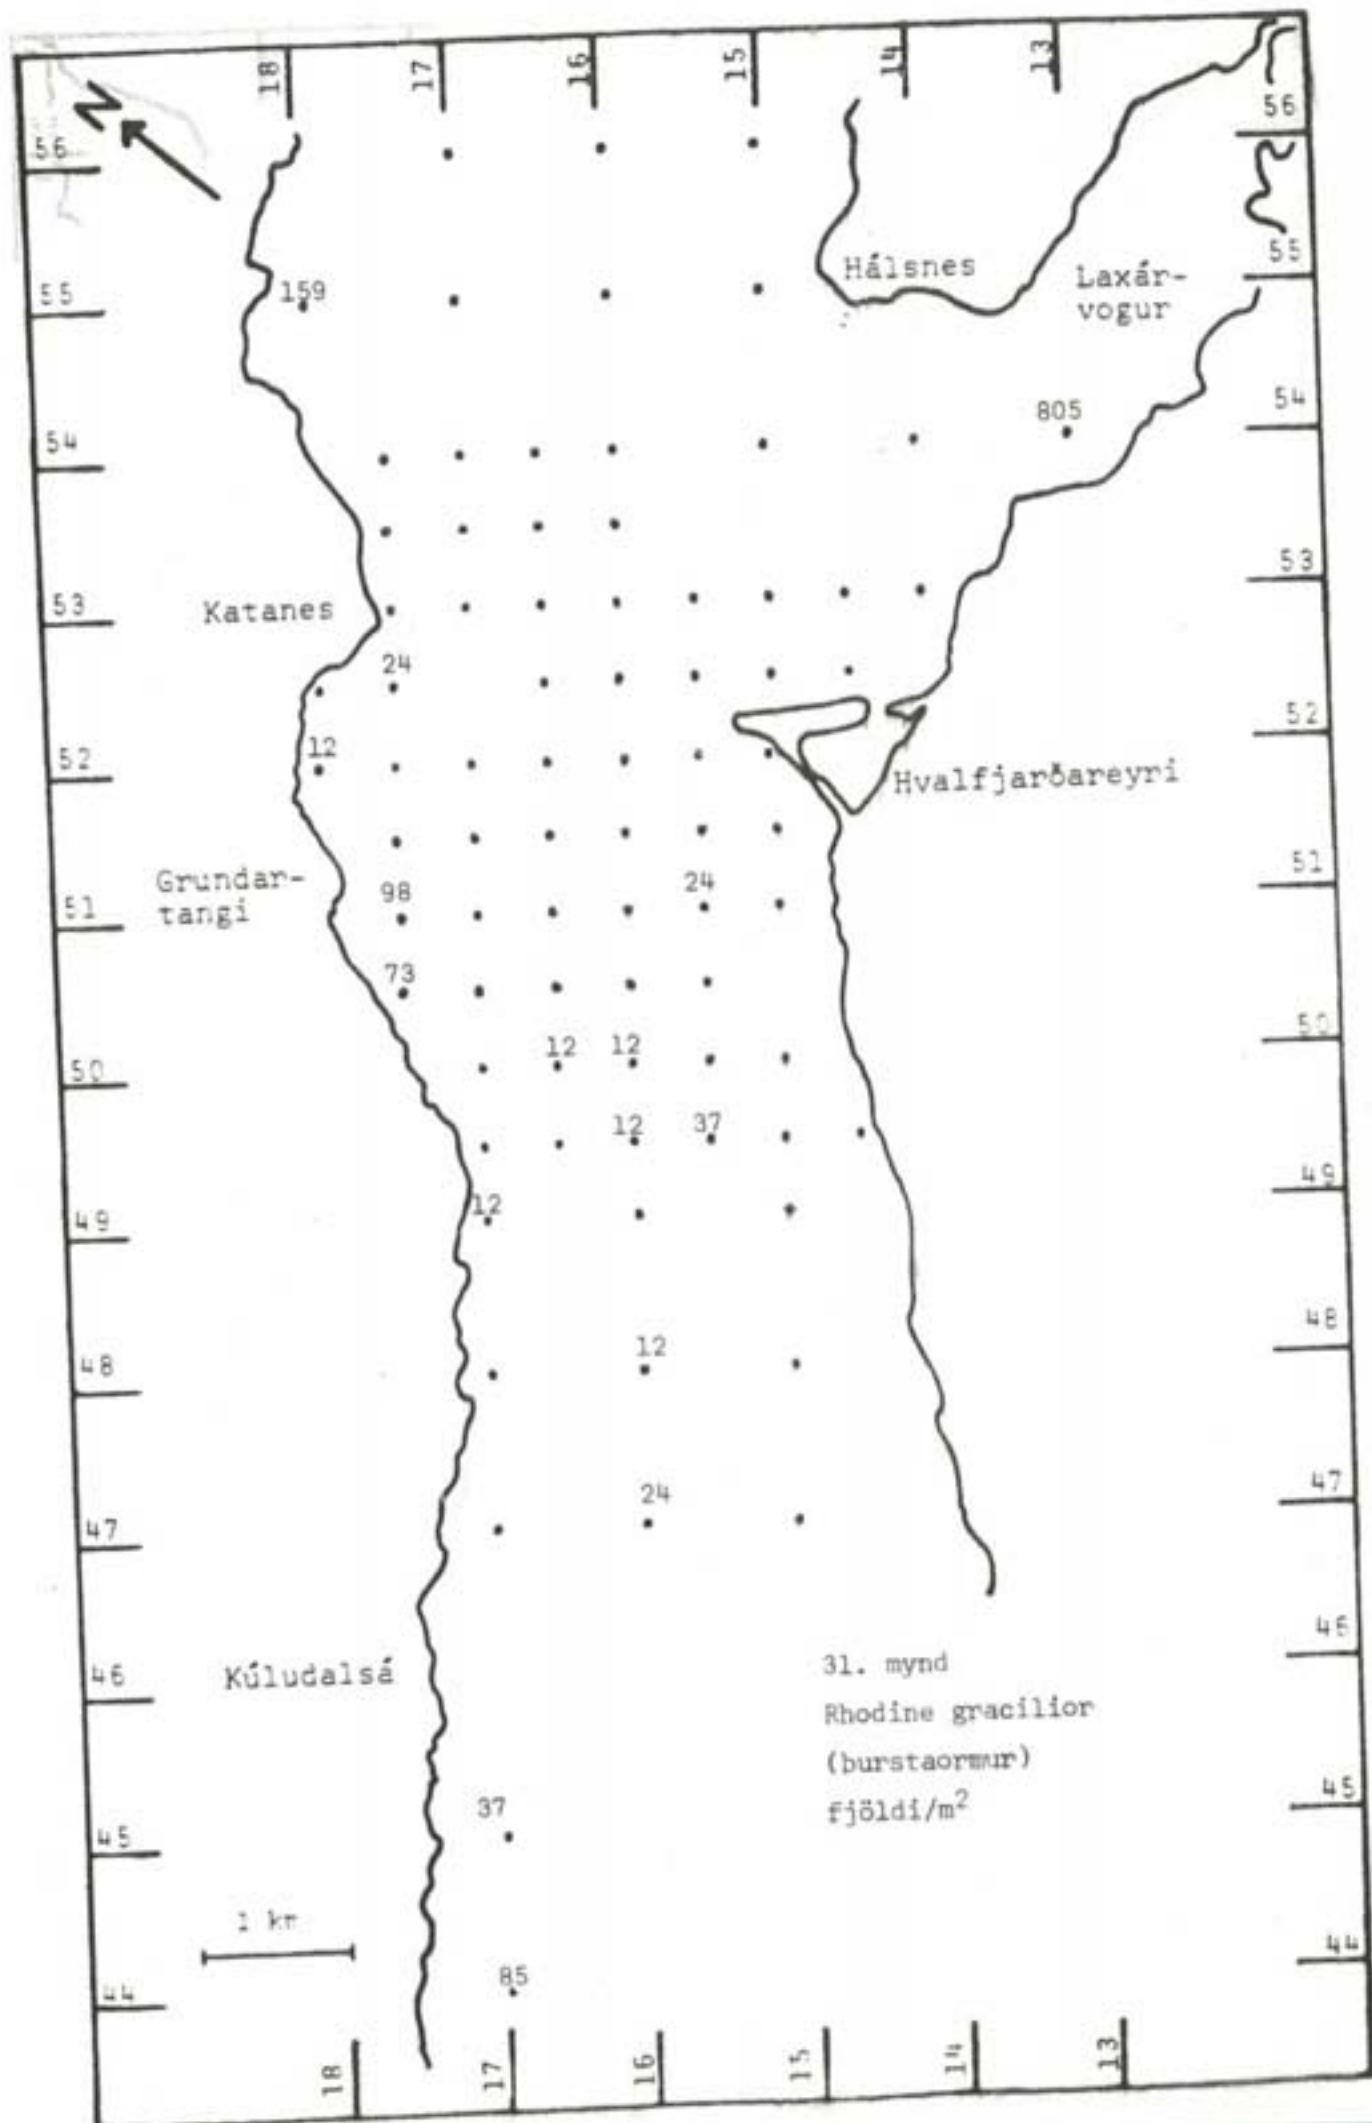 18 17 16 15 14 13
N
56 56
Hálsnes
55 159 Laxár- 55
vogur
805 54
54
53
53 Katanes
24
52
52 12
Hvalfjarðareyri
Grundar- 51
51 tangi 98 24
73
50
12 12
50
12 37
49
49 12
48
48 12
47
24
47
46
46 Kúludalsá
31. mynd
Rhodine gracilior
(burstaormur)
fjöldi/m²
45
37
45
1 km
44
85
44
18 17 16 15 14 13